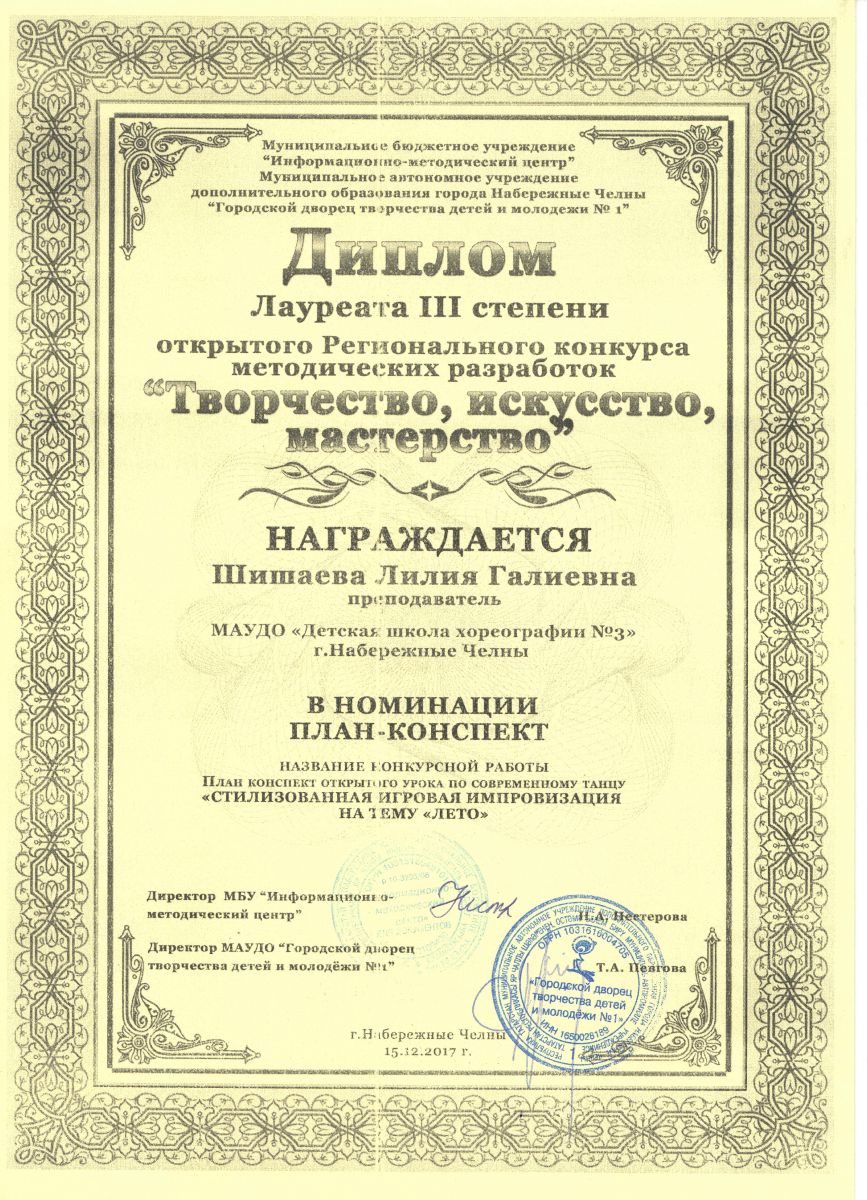 Муниципальное бюджетное учреждение
"Информационно-методический центр"
Муниципальное автономное учреждение
дополнительного образования города Набережные Челны
"Городской дворец творчества детей и молодежи № 1"
Диплом
Лауреата III степени
открытого Регионального конкурса
методических разработок
"Творчество, искусство,
мастерство"
НАГРАЖДАЕТСЯ
Шишаева Лилия Галиевна
преподаватель
МАУДО «Детская школа хореографии №3»
г.Набережные Челны
В НОМИНАЦИИ
ПЛАН-КОНСПЕКТ
НАЗВАНИЕ КОНКУРСНОЙ РАБОТЫ
План конспект открытого урока по современному танцу
«СТИЛИЗОВАННАЯ ИГРОВАЯ ИМПРОВИЗАЦИЯ
НА ТЕМУ «ЛЕТО»
Директор МБУ "Информационно-
методический центр"
Н.А. Нестерова
Директор МАУДО "Городской дворец
творчества детей и молодёжи №1"
Т.А. Певгова
ОГРН 1031616004705
«Городской дворец
творчества детей
и молодёжи №1»
ИНН 1650028189
г.Набережные Челны
15.12.2017 г.